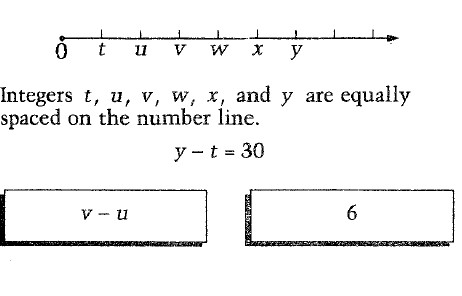 0 t u v w x y
Integers t, u, v, w, x, and y are equally
spaced on the number line.
y – t = 30
v – u
6